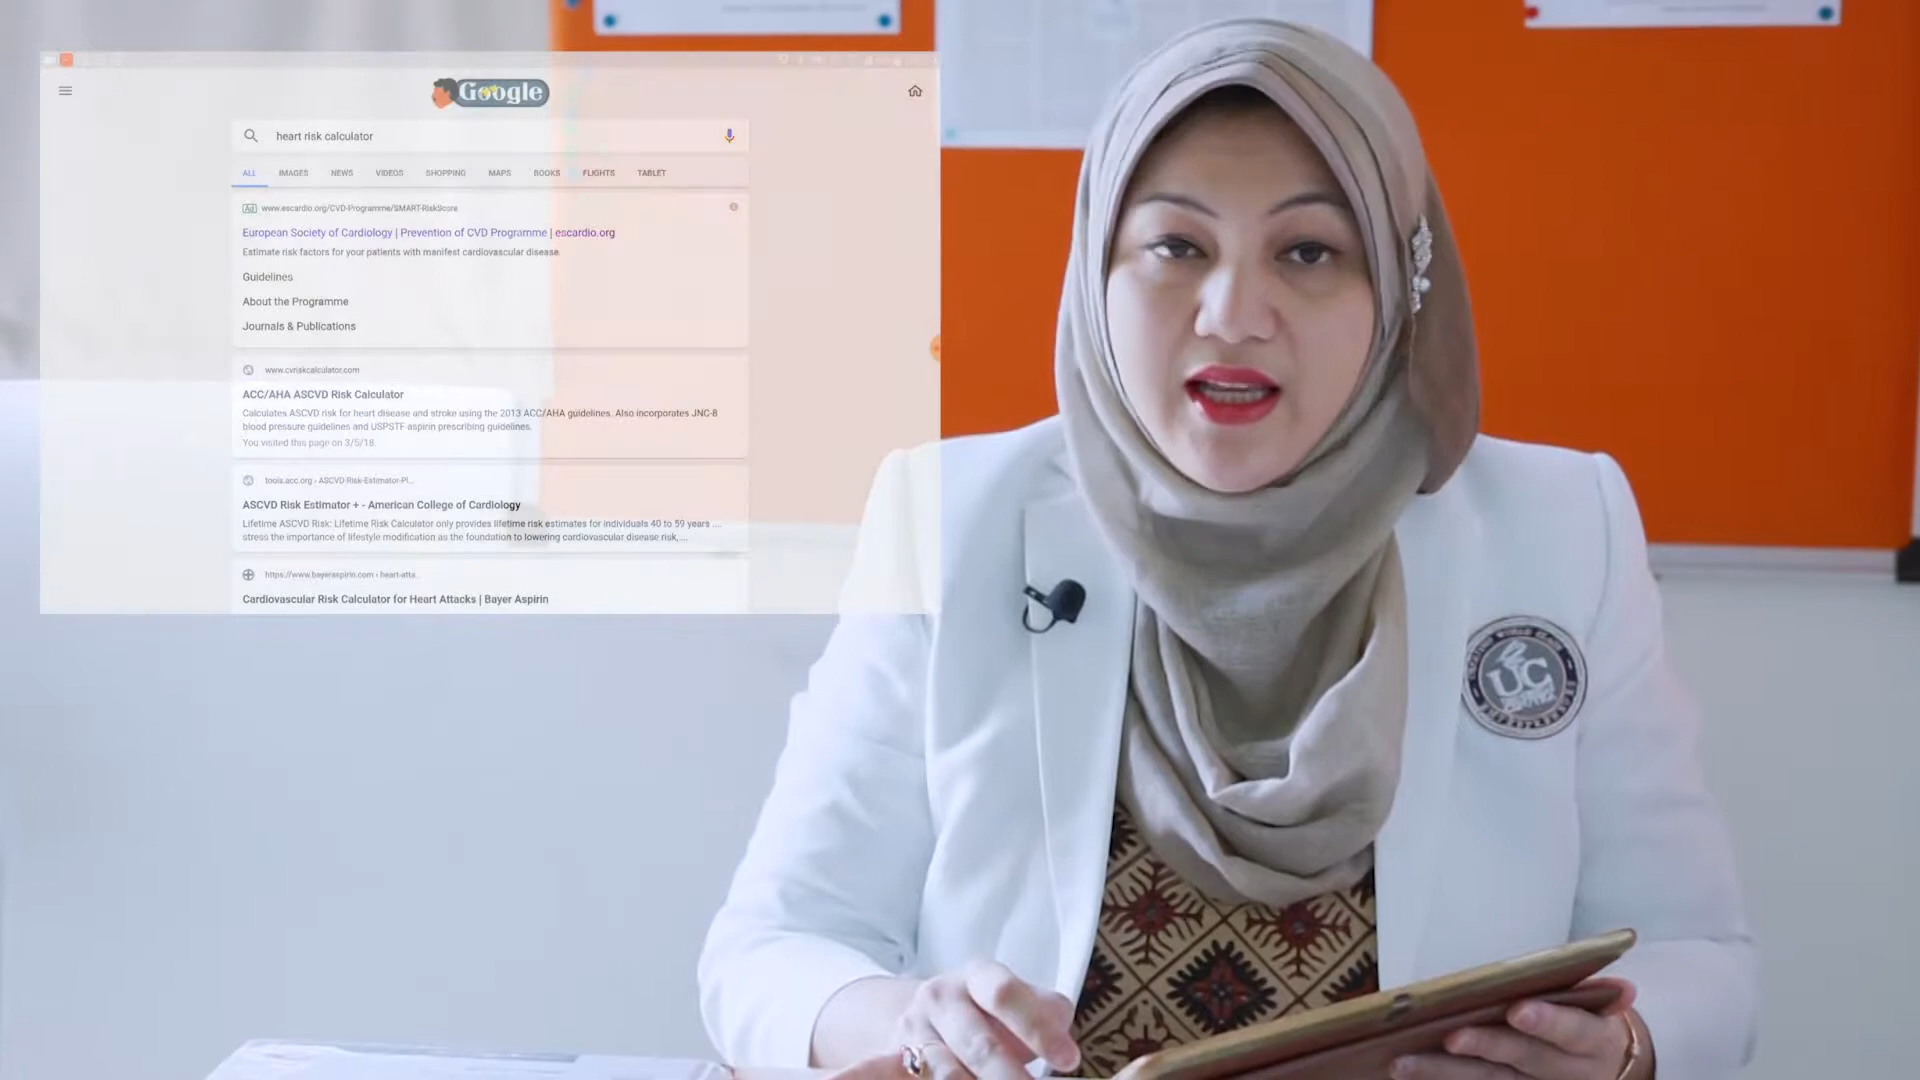 Google
heart risk calculator
ALL IMAGES NEWS VIDEOS SHOPPING MAPS BOOKS FLIGHTS TABLET
Ad www.escardio.org/CVD-Programme/SMART-RiskScore
European Society of Cardiology | Prevention of CVD Programme | escardio.org
Estimate risk factors for your patients with manifest cardiovascular disease.
Guidelines
About the Programme
Journals & Publications
www.cvriskcalculator.com
ACC/AHA ASCVD Risk Calculator
Calculates ASCVD risk for heart disease and stroke using the 2013 ACC/AHA guidelines. Also incorporates JNC-8
blood pressure guidelines and USPSTF aspirin prescribing guidelines.
You visited this page on 3/5/18.
tools.acc.org › ASCVD-Risk-Estimator-Pl...
ASCVD Risk Estimator + - American College of Cardiology
Lifetime ASCVD Risk: Lifetime Risk Calculator only provides lifetime risk estimates for individuals 40 to 59 years ....
stress the importance of lifestyle modification as the foundation to lowering cardiovascular disease risk, ...
https://www.bayeraspirin.com › heart-atta...
Cardiovascular Risk Calculator for Heart Attacks | Bayer Aspirin
UC